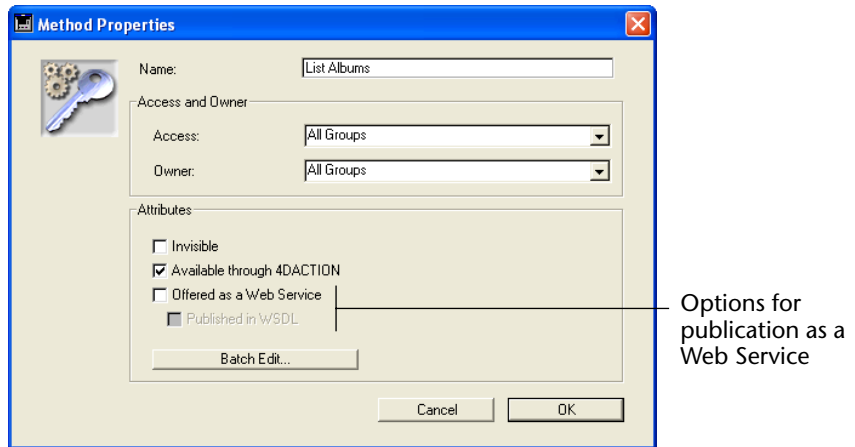 Method Properties
Name: List Albums
Access and Owner
Access: All Groups
Owner: All Groups
Attributes
Invisible
Available through 4DACTION
Offered as a Web Service
Published in WSDL
Batch Edit...
Cancel OK
Options for
publication as a
Web Service